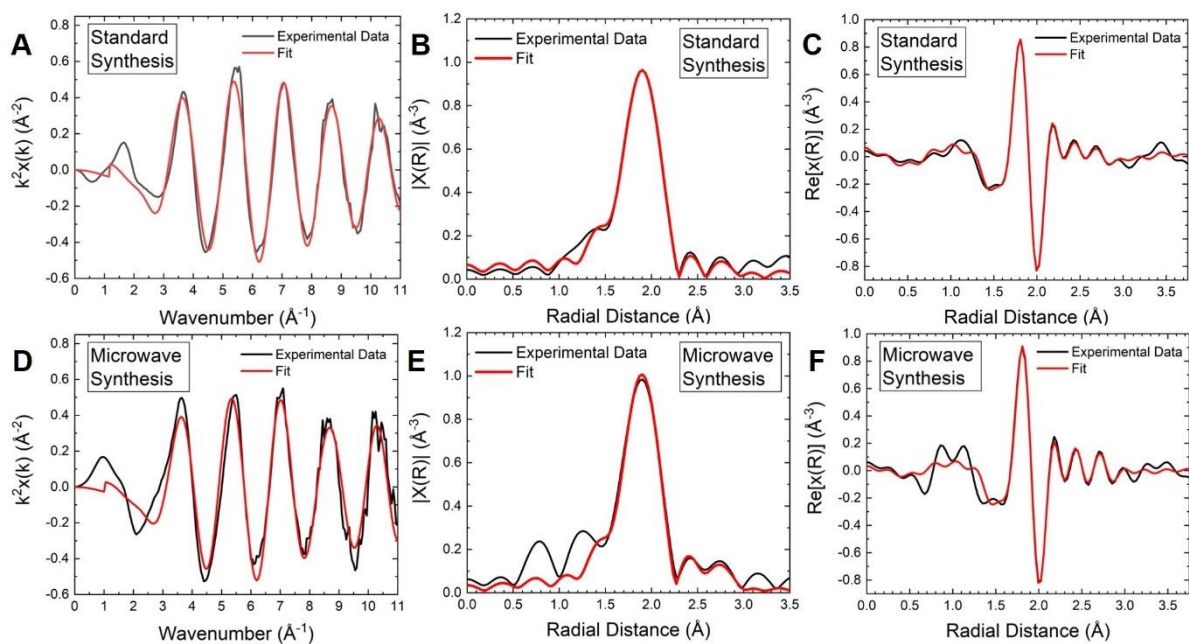 A
Standard
Synthesis
Experimental Data
Fit
k²x(k) (Å⁻²)
0.8
0.6
0.4
0.2
0.0
-0.2
-0.4
-0.6
0 1 2 3 4 5 6 7 8 9 10 11
Wavenumber (Å⁻¹)
B
Experimental Data
Fit
Standard
Synthesis
|X(R)| (Å⁻³)
1.2
1.0
0.8
0.6
0.4
0.2
0.0
0.0 0.5 1.0 1.5 2.0 2.5 3.0 3.5
Radial Distance (Å)
C
Standard
Synthesis
Experimental Data
Fit
Re[x(R)] (Å⁻³)
1.0
0.8
0.6
0.4
0.2
0.0
-0.2
-0.4
-0.6
-0.8
0.0 0.5 1.0 1.5 2.0 2.5 3.0 3.5
Radial Distance (Å)
D
Microwave
Synthesis
Experimental Data
Fit
k²x(k) (Å⁻²)
0.8
0.6
0.4
0.2
0.0
-0.2
-0.4
-0.6
0 1 2 3 4 5 6 7 8 9 10 11
Wavenumber (Å⁻¹)
E
Experimental Data
Fit
Microwave
Synthesis
|X(R)| (Å⁻³)
1.2
1.0
0.8
0.6
0.4
0.2
0.0
0.0 0.5 1.0 1.5 2.0 2.5 3.0 3.5
Radial Distance (Å)
F
Microwave
Synthesis
Experimental Data
Fit
Re[x(R)] (Å⁻³)
1.0
0.8
0.6
0.4
0.2
0.0
-0.2
-0.4
-0.6
-0.8
0.0 0.5 1.0 1.5 2.0 2.5 3.0 3.5
Radial Distance (Å)